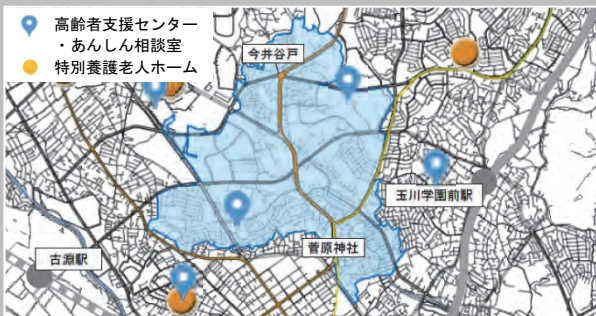 高齢者支援センター
・あんしん相談室
特別養護老人ホーム
今井谷戸
玉川学園前駅
菅原神社
古淵駅